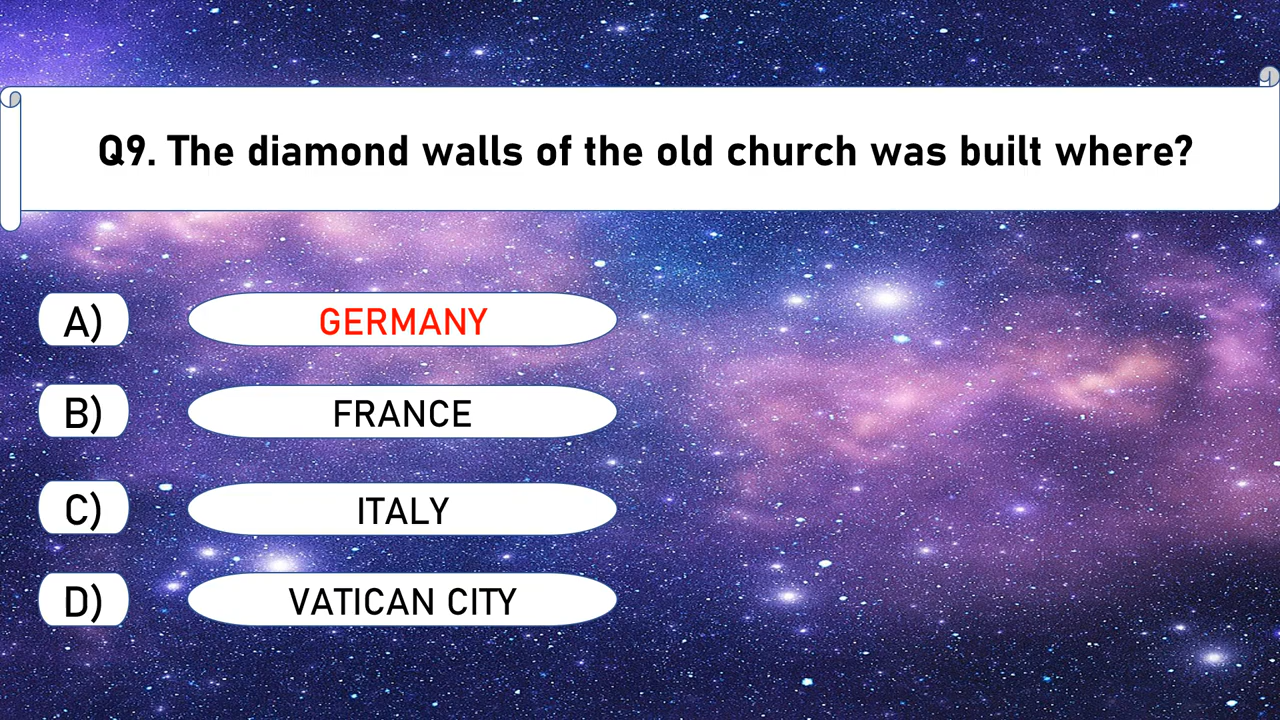 Q9. The diamond walls of the old church was built where?
A) GERMANY
B) FRANCE
C) ITALY
D) VATICAN CITY